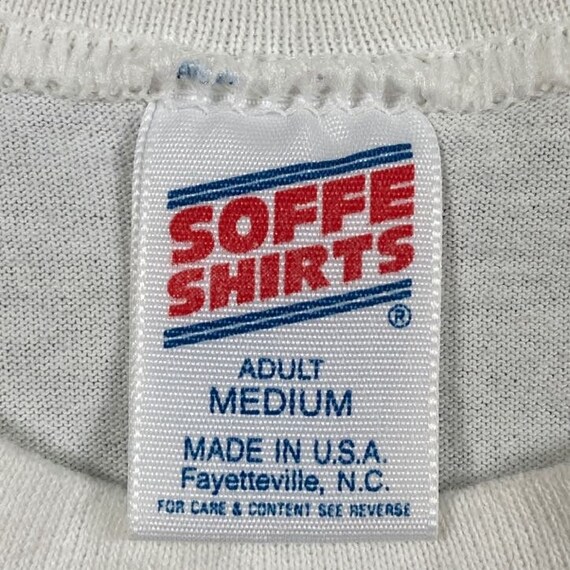 SOFFE
SHIRTS
®
ADULT
MEDIUM
MADE IN U.S.A.
Fayetteville, N.C.
FOR CARE & CONTENT SEE REVERSE